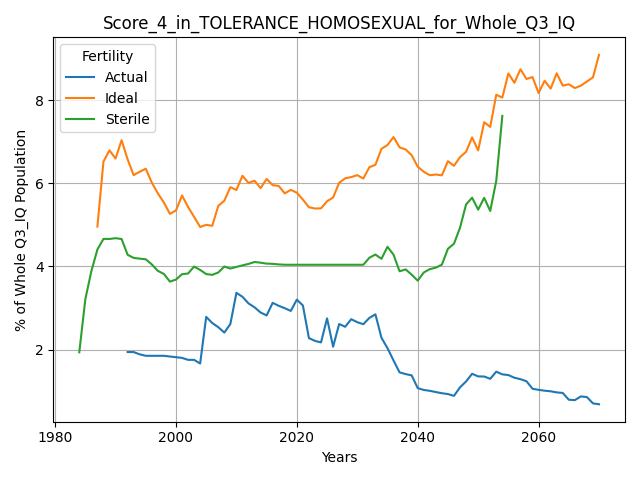 Score_4_in_TOLERANCE_HOMOSEXUAL_for_Whole_Q3_IQ
Fertility
Actual
Ideal
Sterile
% of Whole Q3_IQ Population
8
6
4
2
1980
2000
2020
2040
2060
Years